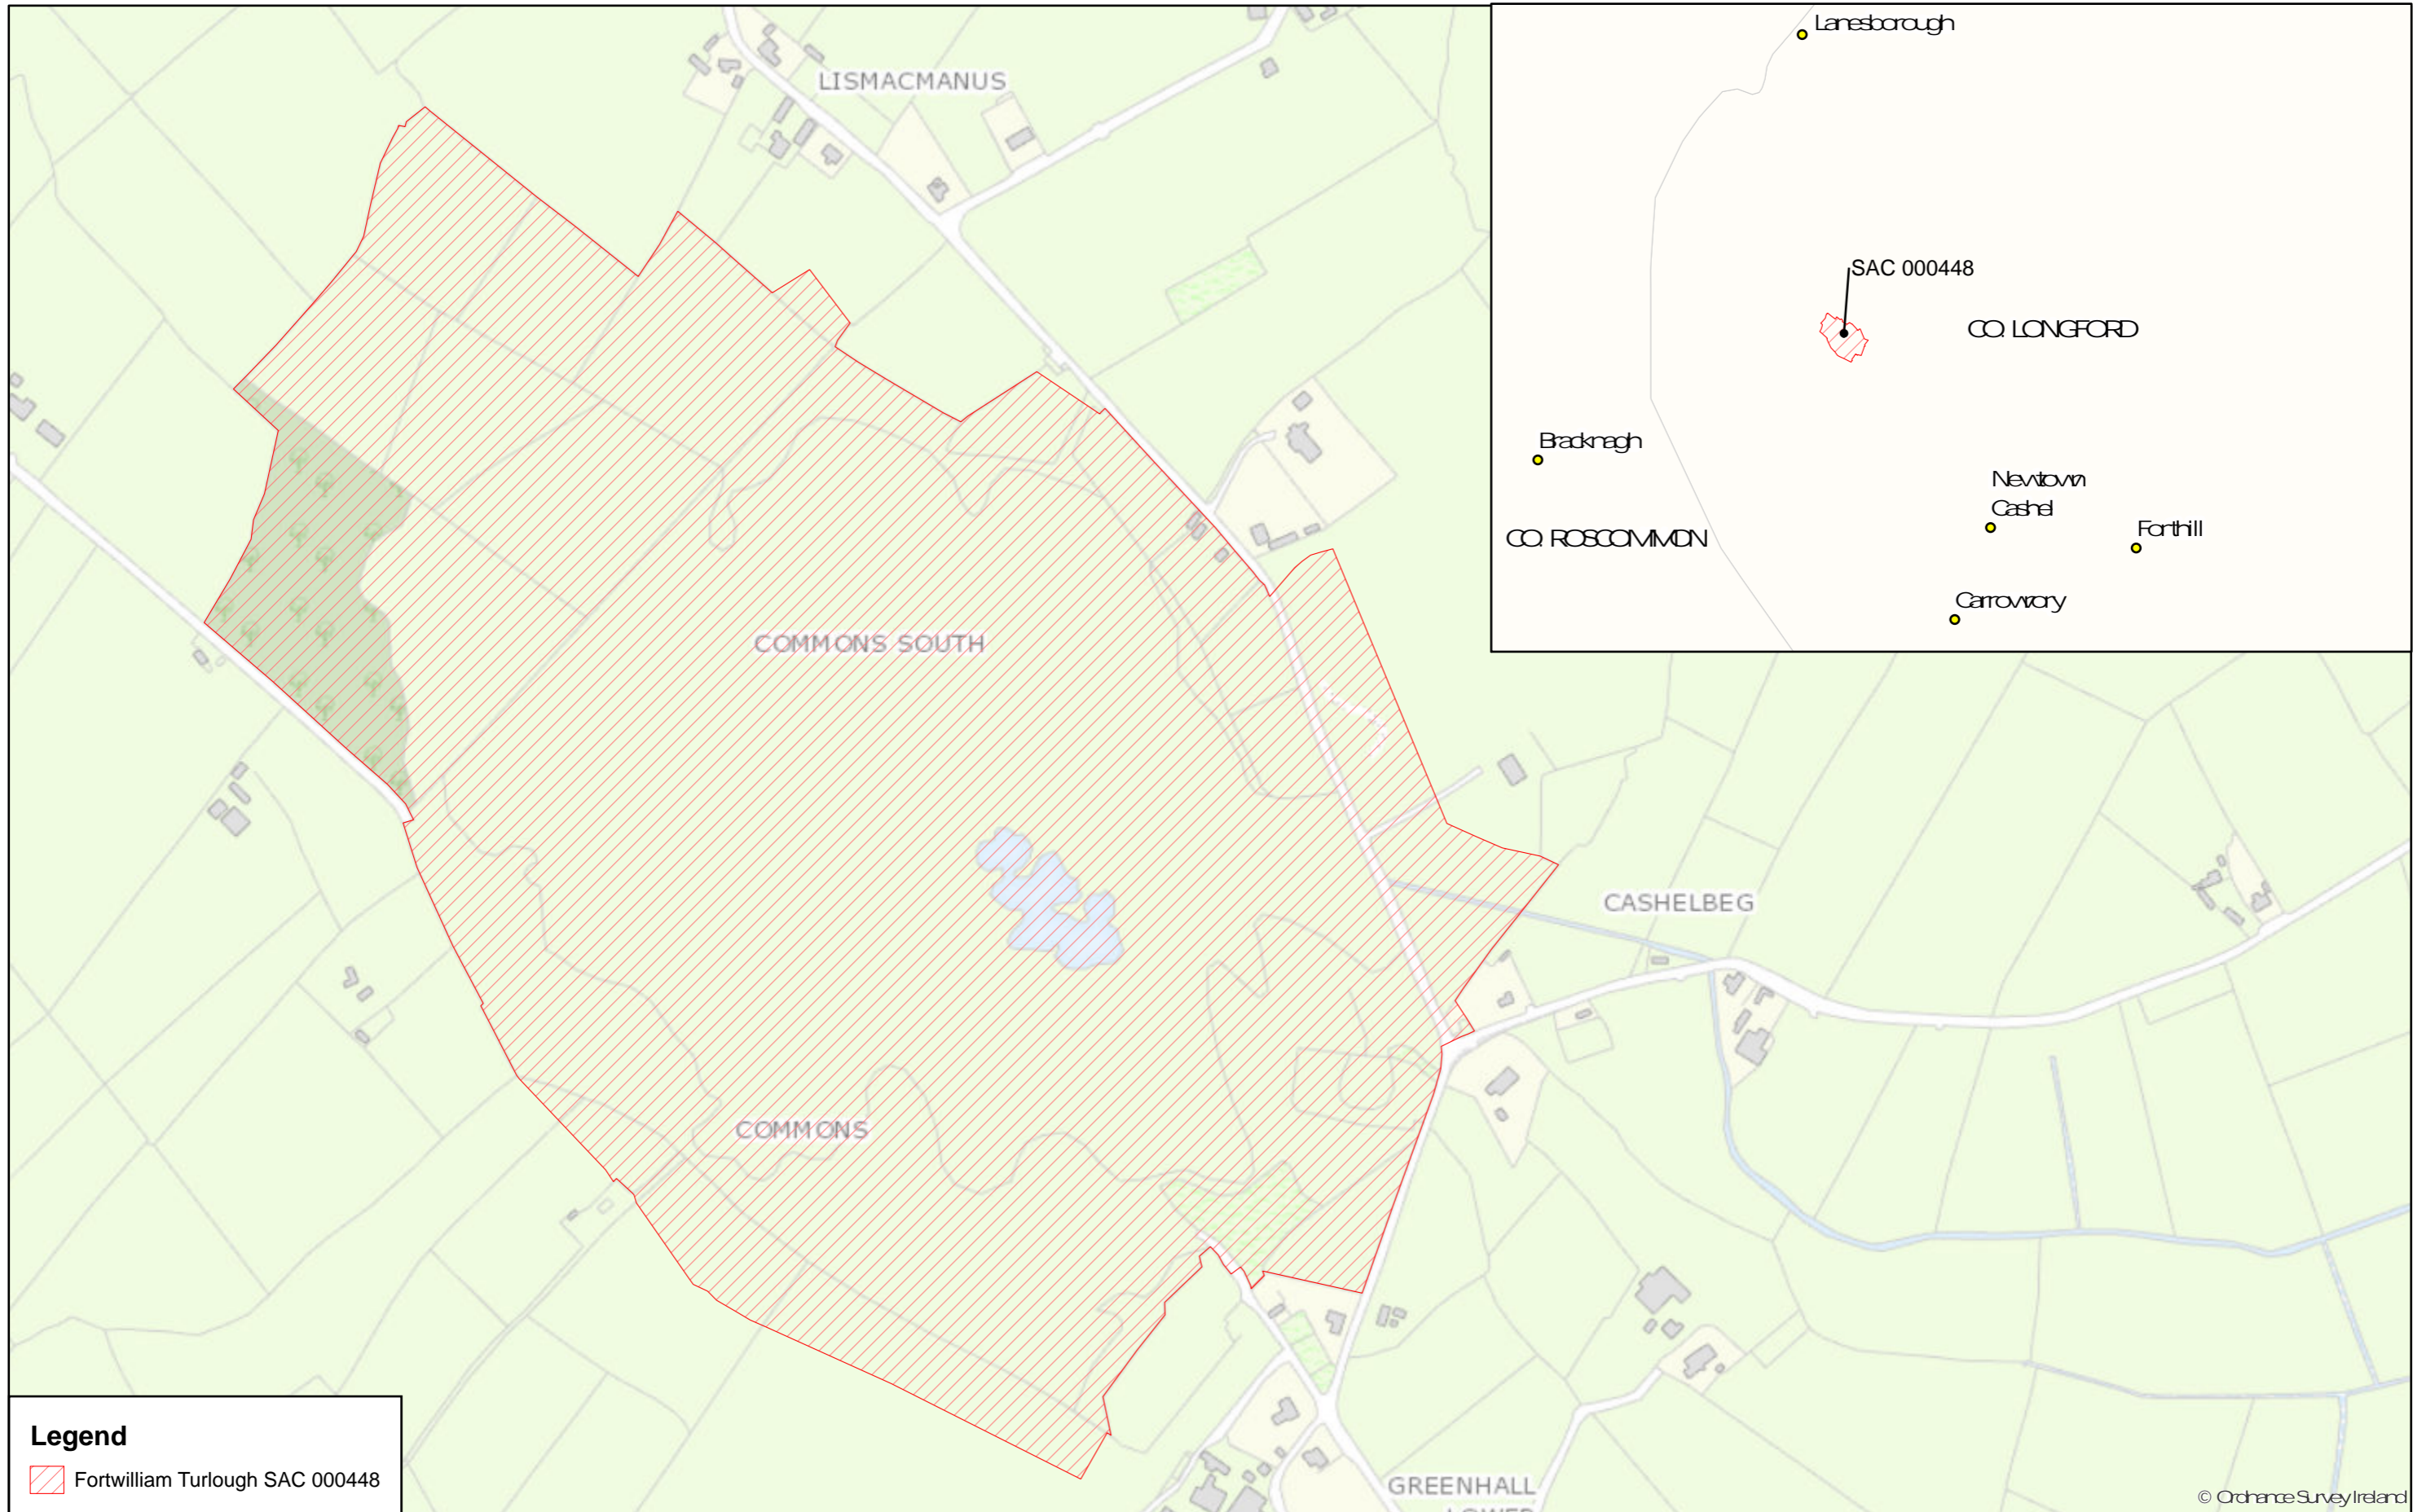 LISMACMANUS
COMMONS SOUTH
COMMONS
CASHELBEG
GREENHALL
LOWER
Lanesborough
SAC 000448
CO. LONGFORD
Bracknagh
Newtown
Cashel
Forthill
CO. ROSCOMMON
Carrowrory
Legend
Fortwilliam Turlough SAC 000448
© Ordnance Survey Ireland